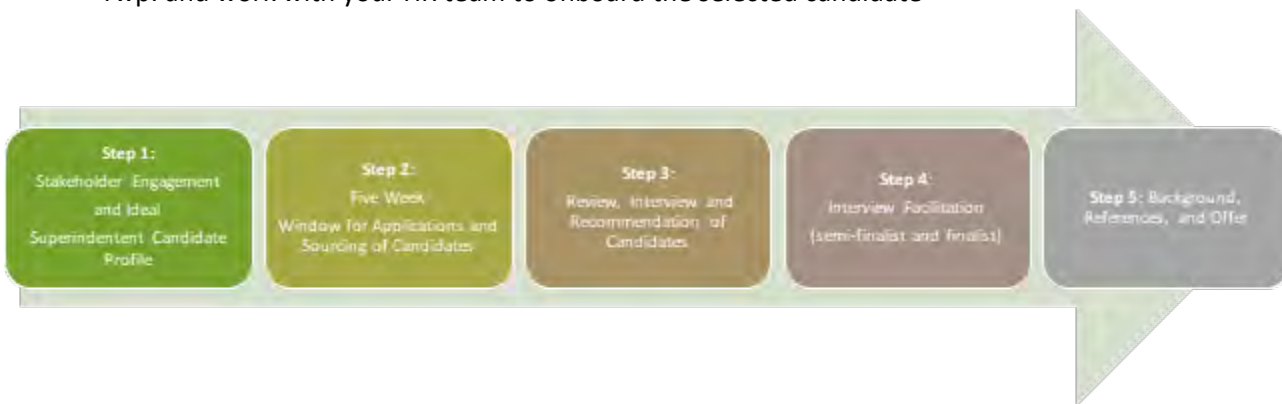 April and work with your HR team to onboard the selected candidate
Step 1:
Stakeholder Engagement
and Ideal
Superindentent Candidate
Profile
Step 2:
Five Week
Window for Applications and
Sourcing of Candidates
Step 3:
Review, Interview and
Recommendation of
Candidates
Step 4:
Interview Facilitation
(semi-finalist and finalist)
Step 5: Background,
References, and Offer